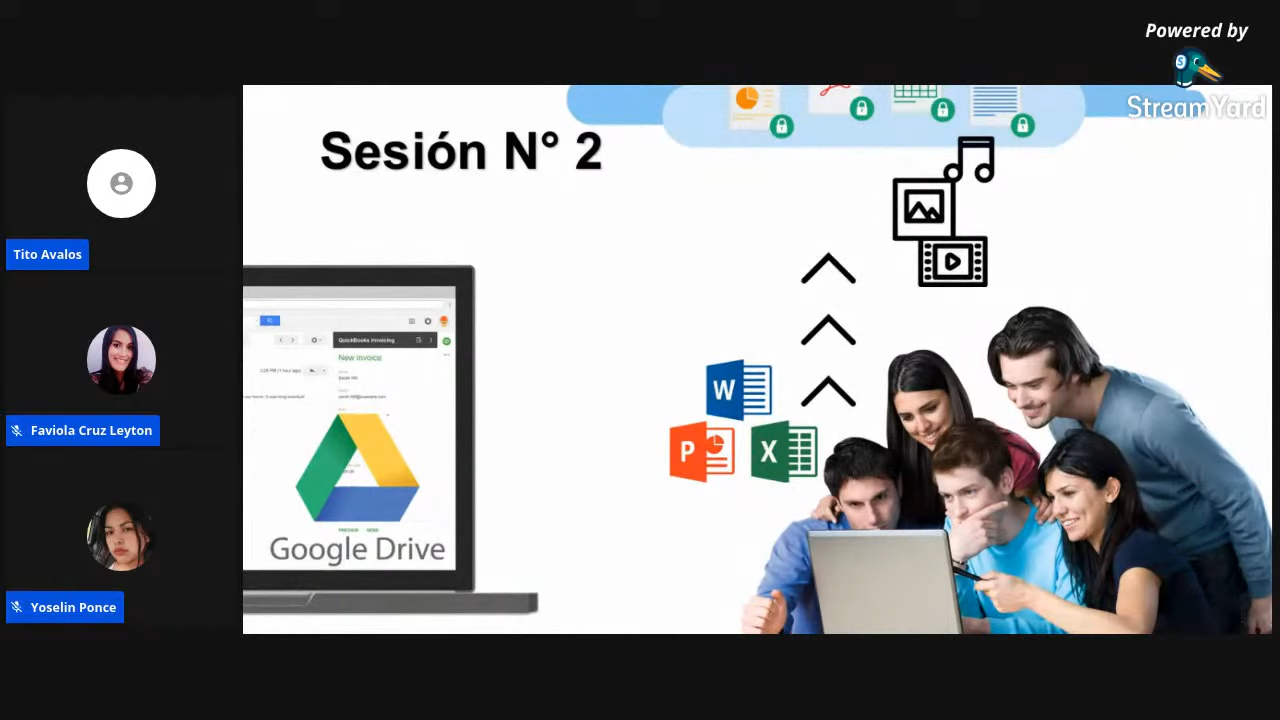 Powered by
StreamYard
Tito Avalos
Faviola Cruz Leyton
Yoselin Ponce
Sesión N° 2
QuickBooks Invoicing
New invoice
Google Drive
W
P
X
S